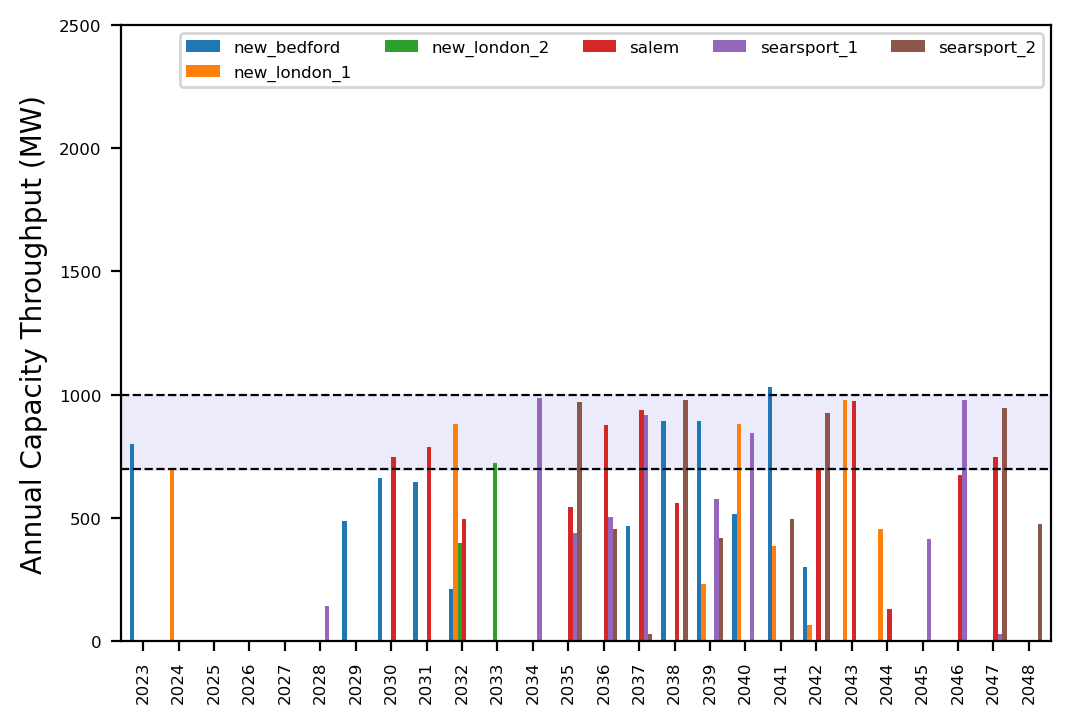 Annual Capacity Throughput (MW)
2500
2000
1500
1000
500
0
new_bedford new_london_2 salem searsport_1 searsport_2
new_london_1
2023 2024 2025 2026 2027 2028 2029 2030 2031 2032 2033 2034 2035 2036 2037 2038 2039 2040 2041 2042 2043 2044 2045 2046 2047 2048